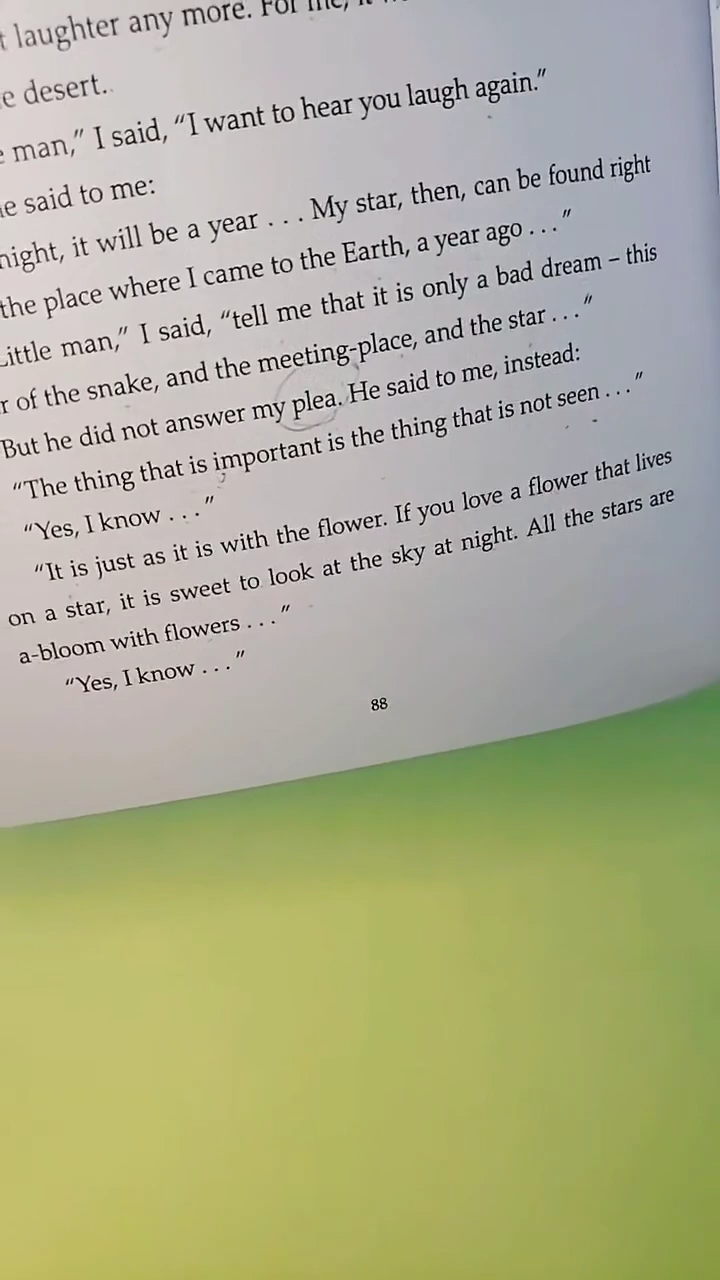 laughter any more. For me, it
desert.
man,” I said, “I want to hear you laugh again.”
said to me:
night, it will be a year . . . My star, then, can be found right
the place where I came to the Earth, a year ago . . .”
Little man,” I said, “tell me that it is only a bad dream – this
of the snake, and the meeting-place, and the star . . .”
But he did not answer my plea. He said to me, instead:
“The thing that is important is the thing that is not seen . . .”
“Yes, I know . . .”
“It is just as it is with the flower. If you love a flower that lives
on a star, it is sweet to look at the sky at night. All the stars are
a-bloom with flowers . . .”
“Yes, I know . . .”
88